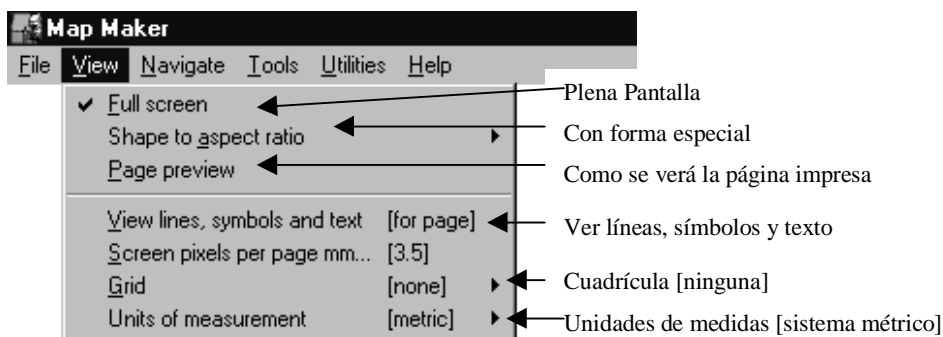 Map Maker
File View Navigate Tools Utilities Help
Full screen Plena Pantalla
Shape to aspect ratio Con forma especial
Page preview Como se verá la página impresa
View lines, symbols and text [for page] Ver líneas, símbolos y texto
Screen pixels per page mm... [3.5]
Grid [none] Cuadrícula [ninguna]
Units of measurement [metric] Unidades de medidas [sistema métrico]